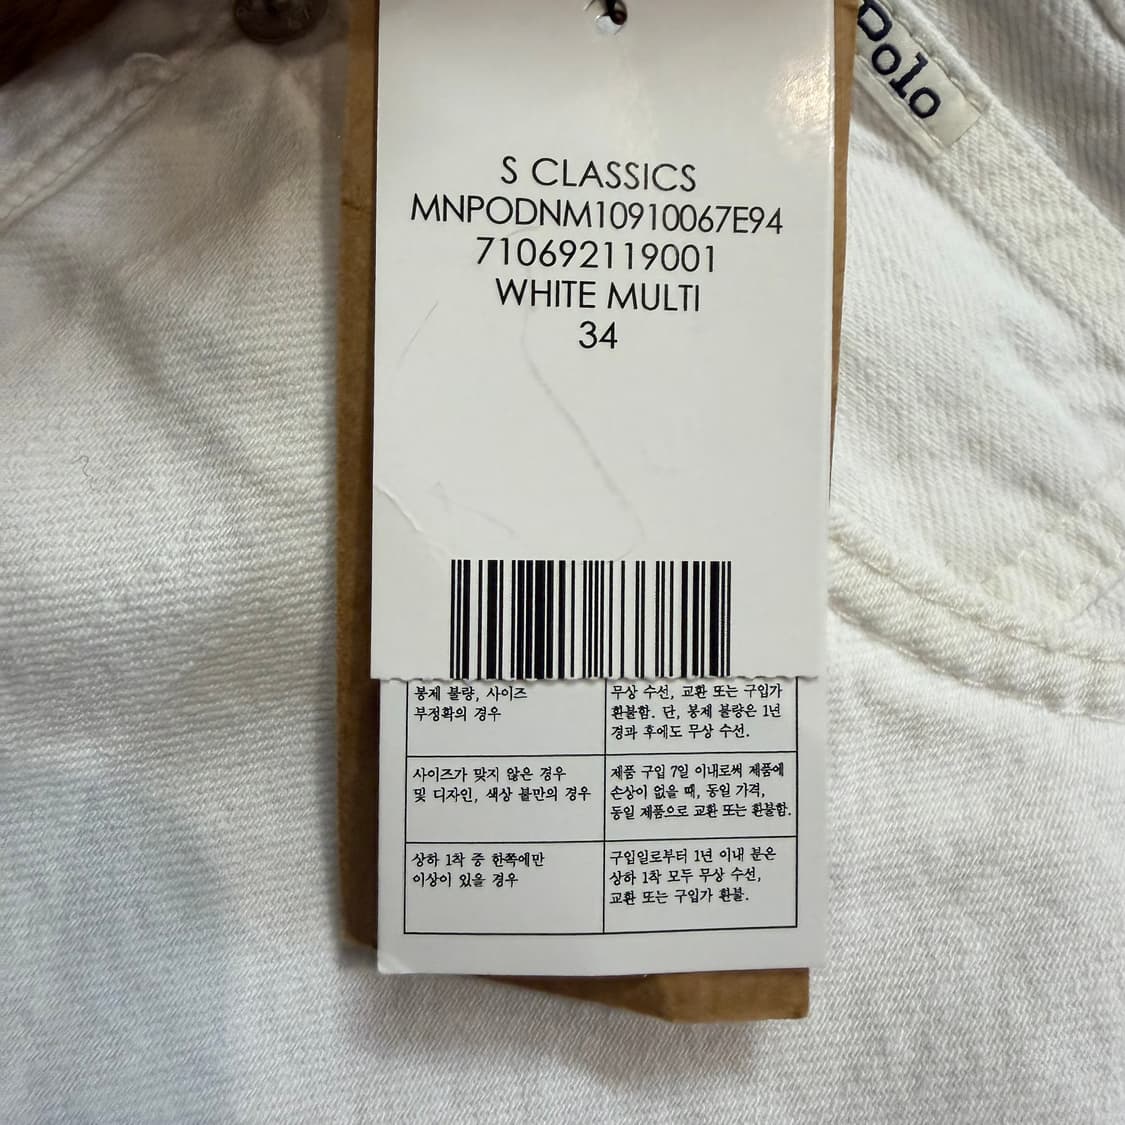 Polo
S CLASSICS
MNPODNM10910067E94
710692119001
WHITE MULTI
34
봉제 불량, 사이즈
부정확의 경우
무상 수선, 교환 또는 구입가
환불함. 단, 봉제 불량은 1년
경과 후에도 무상 수선.
사이즈가 맞지 않은 경우
및 디자인, 색상 불만의 경우
제품 구입 7일 이내로써 제품에
손상이 없을 때, 동일 가격,
동일 제품으로 교환 또는 환불함.
상하 1착 중 한쪽에만
이상이 있을 경우
구입일로부터 1년 이내 분은
상하 1착 모두 무상 수선,
교환 또는 구입가 환불.